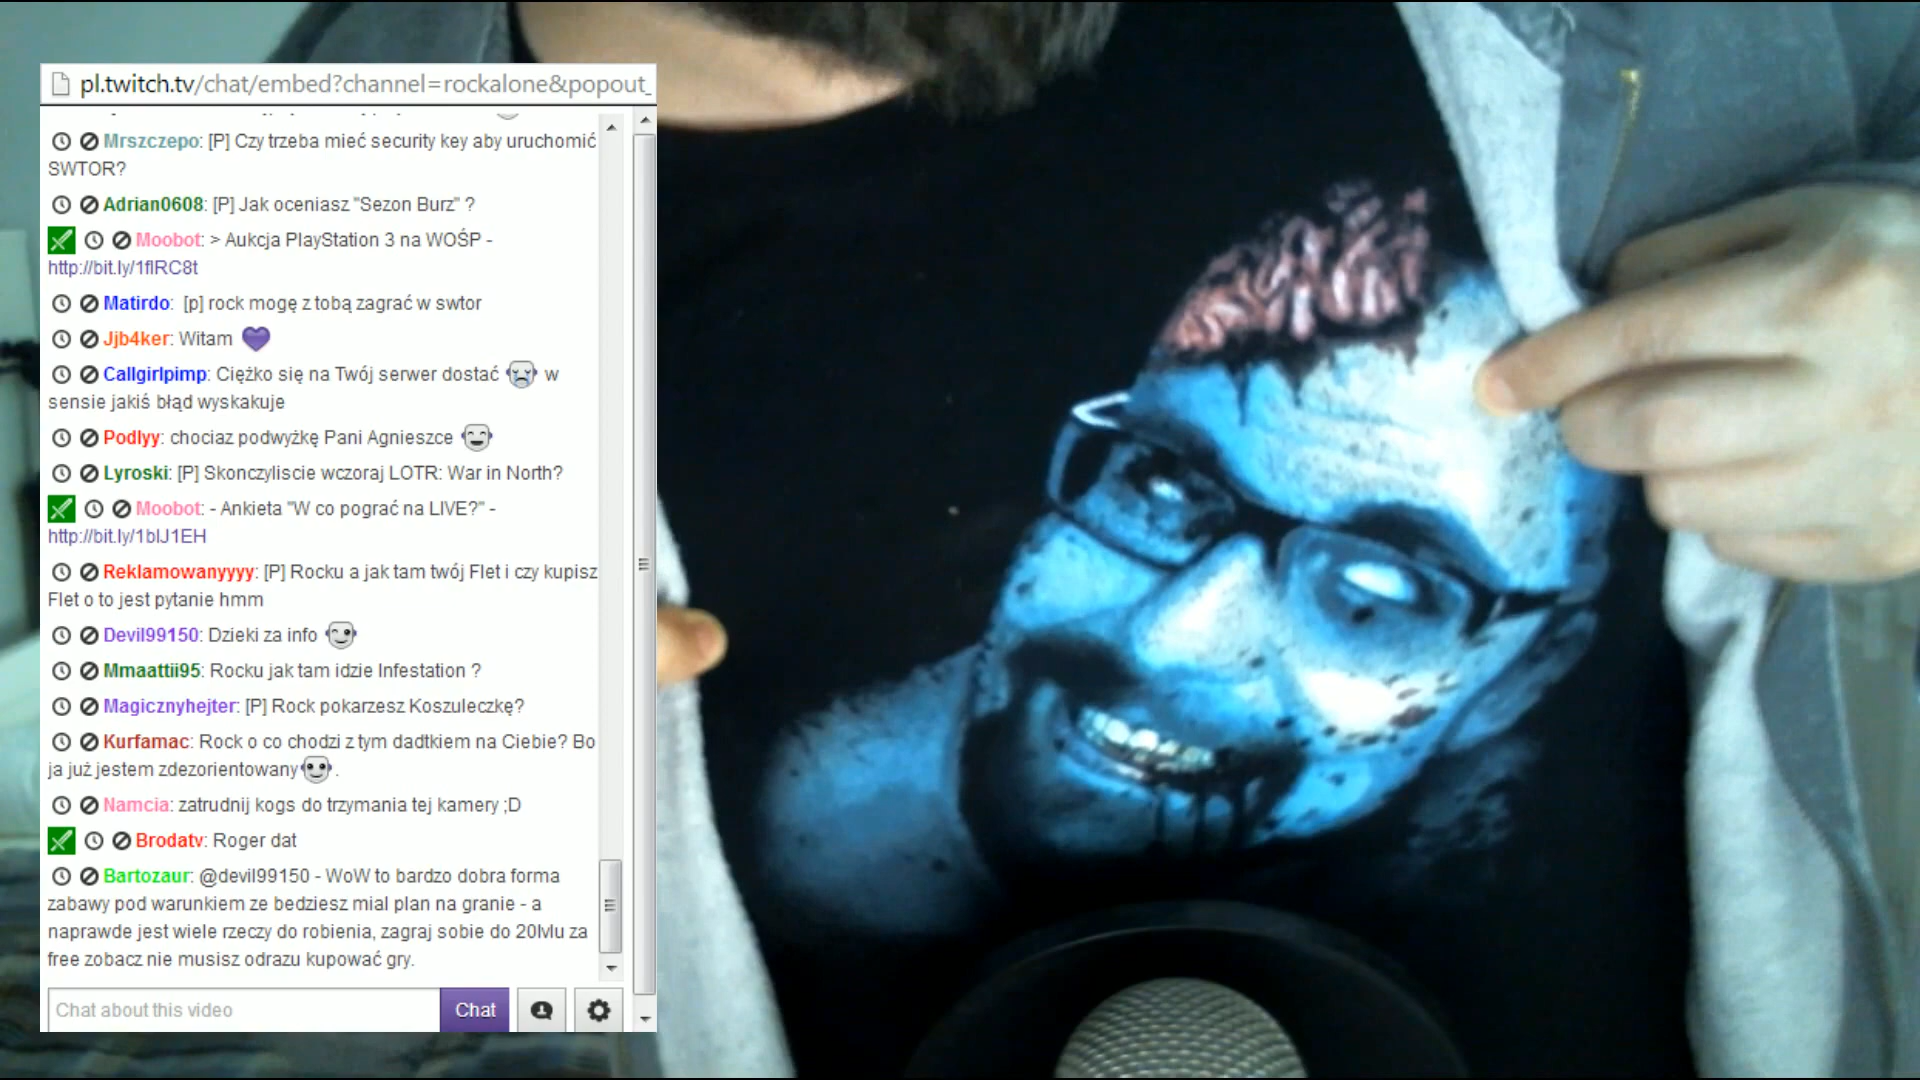 pl.twitch.tv/chat/embed?channel=rockalone&popout_
Mrszczepo: [P] Czy trzeba mieć security key aby uruchomić
SWTOR?
Adrian0608: [P] Jak oceniasz "Sezon Burz" ?
Moobot: > Aukcja PlayStation 3 na WOŚP -
http://bit.ly/1flRC8t
Matirdo: [p] rock mogę z tobą zagrać w swtor
Jjb4ker: Witam
Callgirlpimp: Ciężko się na Twój serwer dostać w
sensie jakiś błąd wyskakuje
Podlyy: chociaz podwyżkę Pani Agnieszce
Lyroski: [P] Skonczyliscie wczoraj LOTR: War in North?
Moobot: - Ankieta "W co pograć na LIVE?" -
http://bit.ly/1blJ1EH
Reklamowanyyyy: [P] Rocku a jak tam twój Flet i czy kupisz
Flet o to jest pytanie hmm
Devil99150: Dzieki za info
Mmaattii95: Rocku jak tam idzie Infestation ?
Magicznyhejter: [P] Rock pokarzesz Koszuleczkę?
Kurfamac: Rock o co chodzi z tym dadtkiem na Ciebie? Bo
ja już jestem zdezorientowany .
Namcia: zatrudnij kogs do trzymania tej kamery ;D
Brodatv: Roger dat
Bartozaur: @devil99150 - WoW to bardzo dobra forma
zabawy pod warunkiem ze bedziesz mial plan na granie - a
naprawde jest wiele rzeczy do robienia, zagraj sobie do 20lvlu za
free zobacz nie musisz odrazu kupować gry.
Chat about this video
Chat